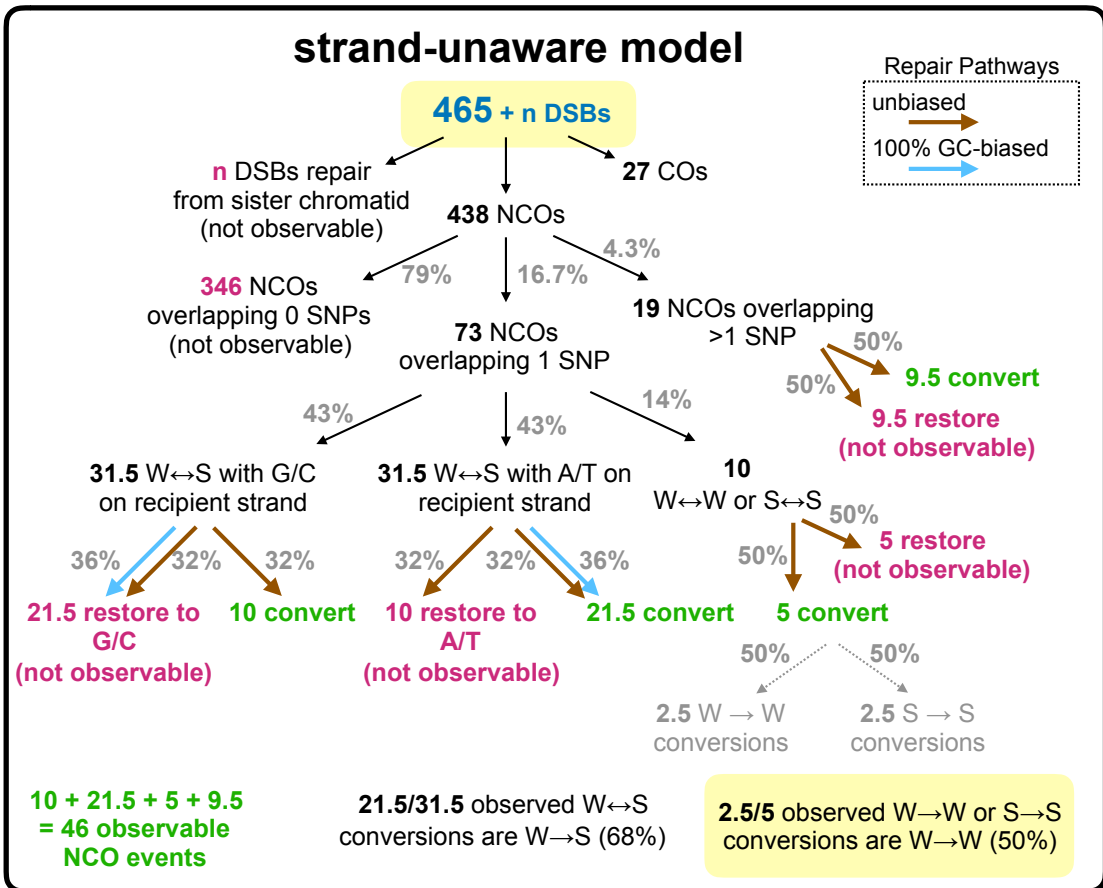 strand-unaware model
Repair Pathways
unbiased
100% GC-biased
465 + n DSBs
n DSBs repair
from sister chromatid
(not observable)
27 COs
438 NCOs
79%
16.7%
4.3%
346 NCOs
overlapping 0 SNPs
(not observable)
73 NCOs
overlapping 1 SNP
19 NCOs overlapping
>1 SNP
50%
50%
9.5 convert
9.5 restore
(not observable)
43%
43%
14%
31.5 W↔S with G/C
on recipient strand
31.5 W↔S with A/T on
recipient strand
10
W↔W or S↔S
36%
32%
32%
32%
32%
36%
50%
50%
5 restore
(not observable)
21.5 restore to
G/C
(not observable)
10 convert
10 restore to
A/T
(not observable)
21.5 convert
5 convert
50%
50%
2.5 W → W
conversions
2.5 S → S
conversions
10 + 21.5 + 5 + 9.5
= 46 observable
NCO events
21.5/31.5 observed W↔S
conversions are W→S (68%)
2.5/5 observed W→W or S→S
conversions are W→W (50%)